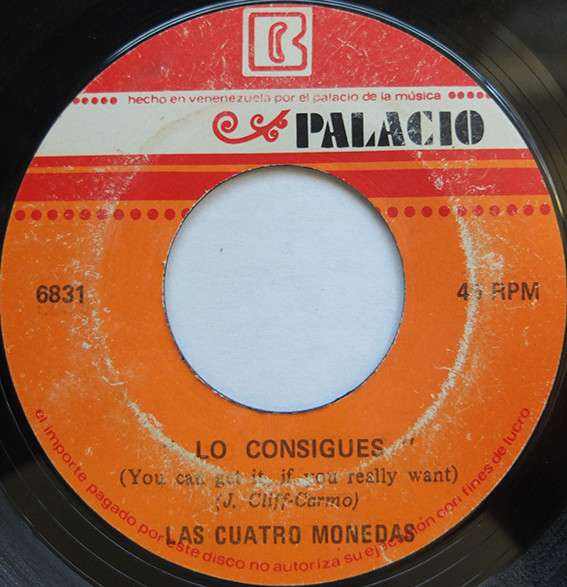 hecho en venenezuela por el palacio de la música
PALACIO
6831
45 RPM
" LO CONSIGUES "
(You can get it, if you really want)
(J. Cliff-Carmo)
LAS CUATRO MONEDAS
el importe pagado por este disco no autoriza su ejecución con fines de lucro